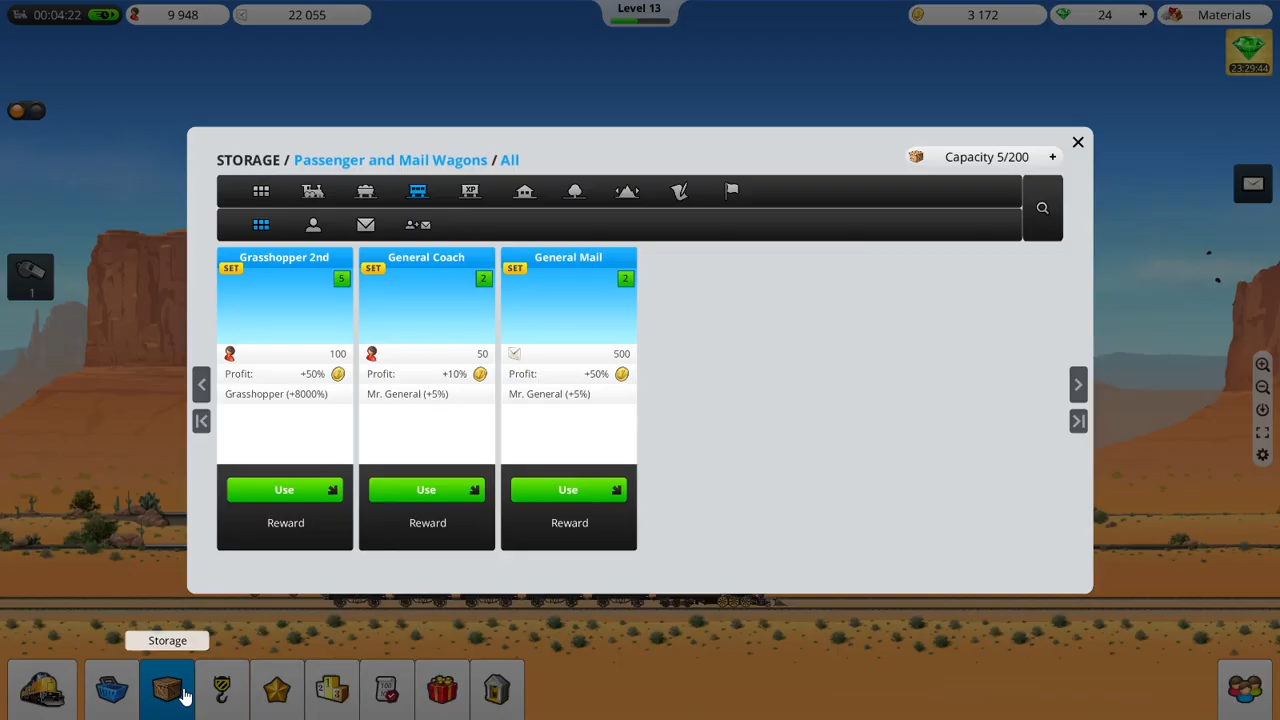 00:04:22
9 948
22 055
Level 13
3 172
24 +
Materials
23:29:44
STORAGE / Passenger and Mail Wagons / All
Capacity 5/200 +
XP
Grasshopper 2nd
SET
5
100
Profit: +50%
Grasshopper (+8000%)
Use
Reward
General Coach
SET
2
50
Profit: +10%
Mr. General (+5%)
Use
Reward
General Mail
SET
2
500
Profit: +50%
Mr. General (+5%)
Use
Reward
1
Storage